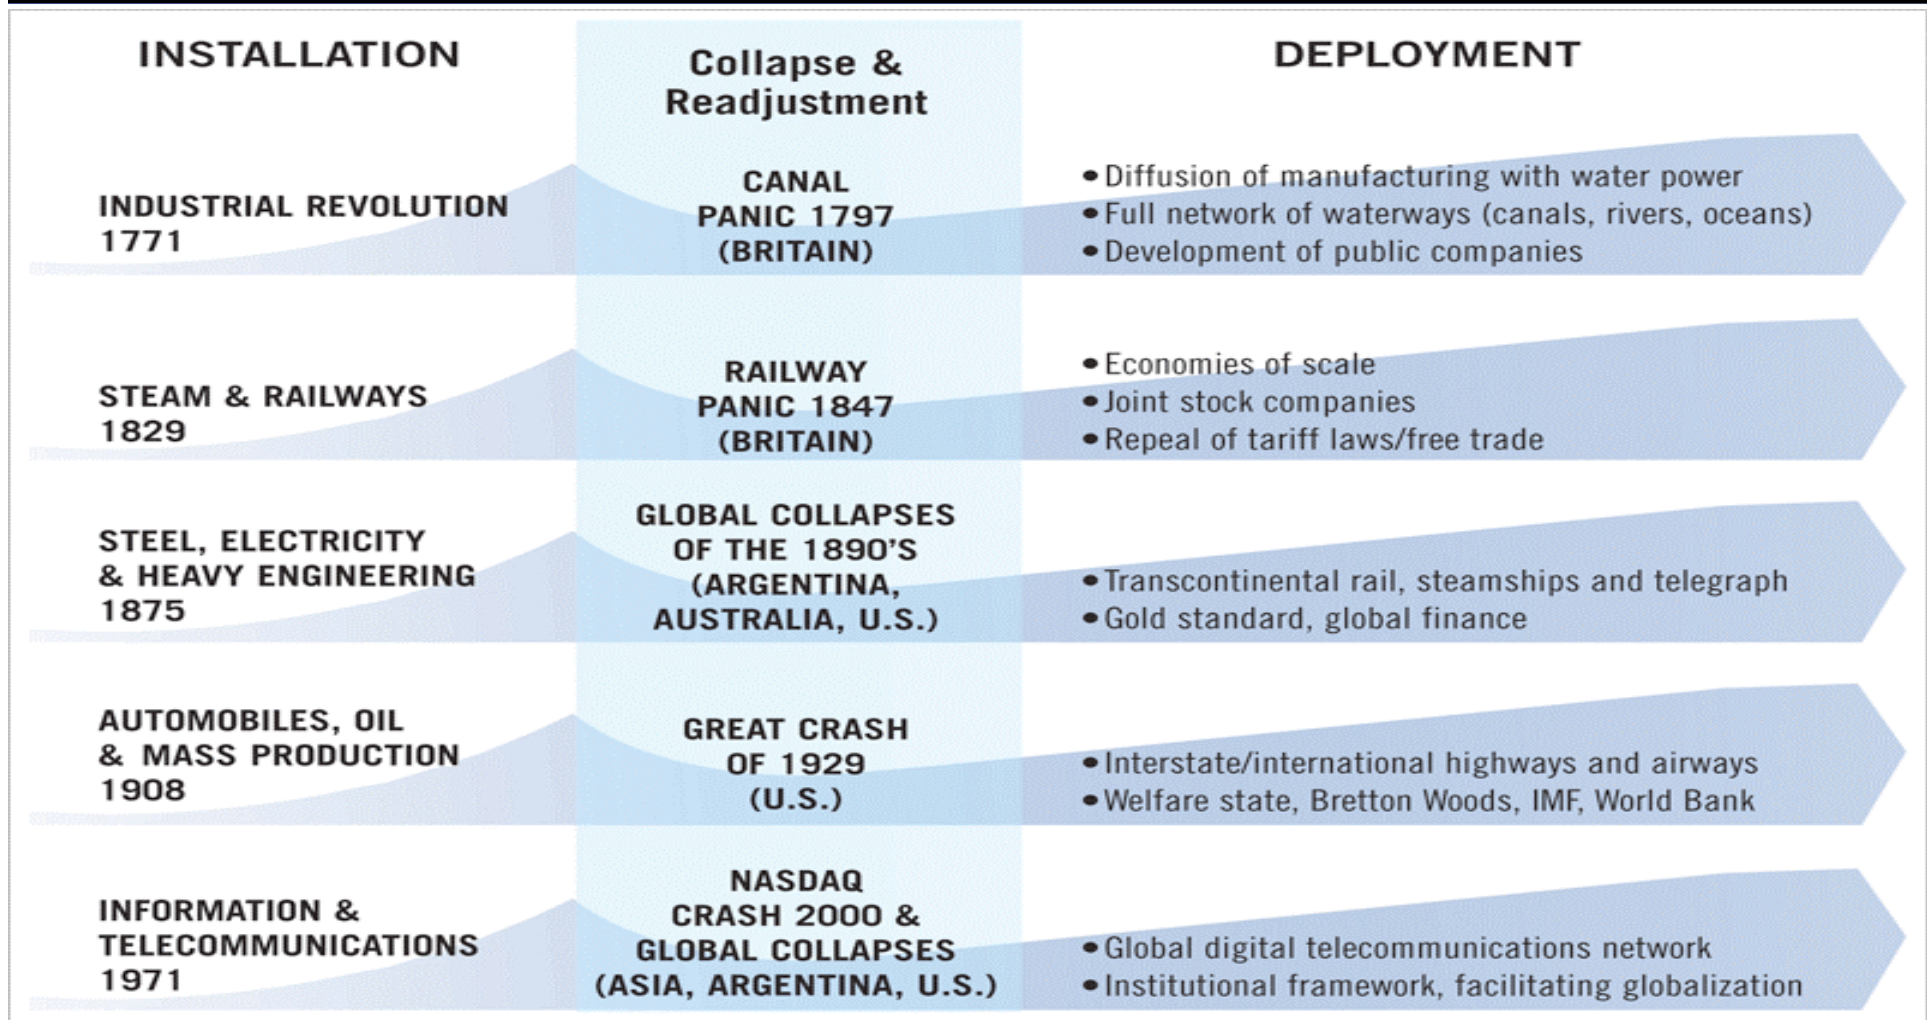 INSTALLATION
Collapse &
Readjustment
DEPLOYMENT
INDUSTRIAL REVOLUTION
1771
CANAL
PANIC 1797
(BRITAIN)
•Diffusion of manufacturing with water power
•Full network of waterways (canals, rivers, oceans)
•Development of public companies
STEAM & RAILWAYS
1829
RAILWAY
PANIC 1847
(BRITAIN)
•Economies of scale
•Joint stock companies
•Repeal of tariff laws/free trade
STEEL, ELECTRICITY
& HEAVY ENGINEERING
1875
GLOBAL COLLAPSES
OF THE 1890'S
(ARGENTINA,
AUSTRALIA, U.S.)
•Transcontinental rail, steamships and telegraph
•Gold standard, global finance
AUTOMOBILES, OIL
& MASS PRODUCTION
1908
GREAT CRASH
OF 1929
(U.S.)
•Interstate/international highways and airways
•Welfare state, Bretton Woods, IMF, World Bank
INFORMATION &
TELECOMMUNICATIONS
1971
NASDAQ
CRASH 2000 &
GLOBAL COLLAPSES
(ASIA, ARGENTINA, U.S.)
•Global digital telecommunications network
•Institutional framework, facilitating globalization